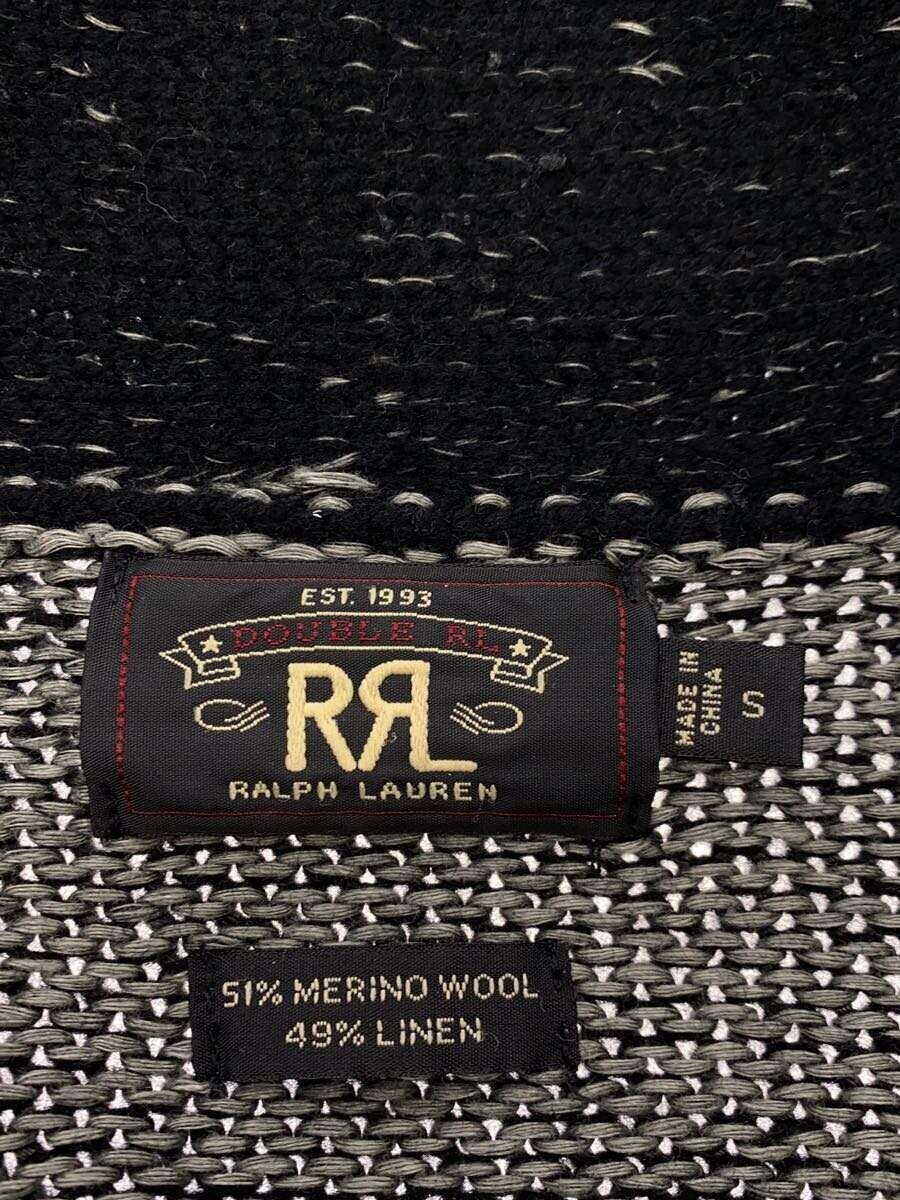 EST. 1993
DOUBLE RL
RRL
RALPH LAUREN
MADE IN
CHINA
S
51% MERINO WOOL
49% LINEN